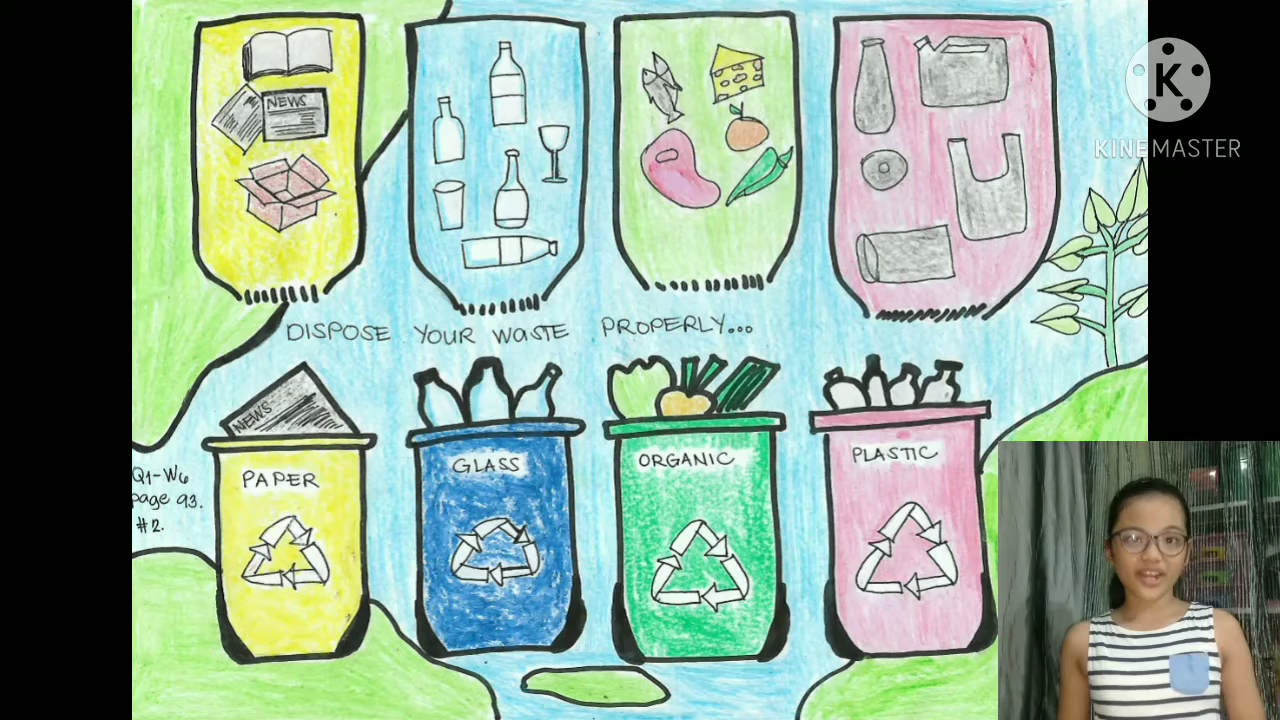 NEWS
K
KINEMASTER
DISPOSE YOUR WASTE PROPERLY...
NEWS
PAPER
GLASS
ORGANIC
PLASTIC
Q1-W6
page 93.
#2.